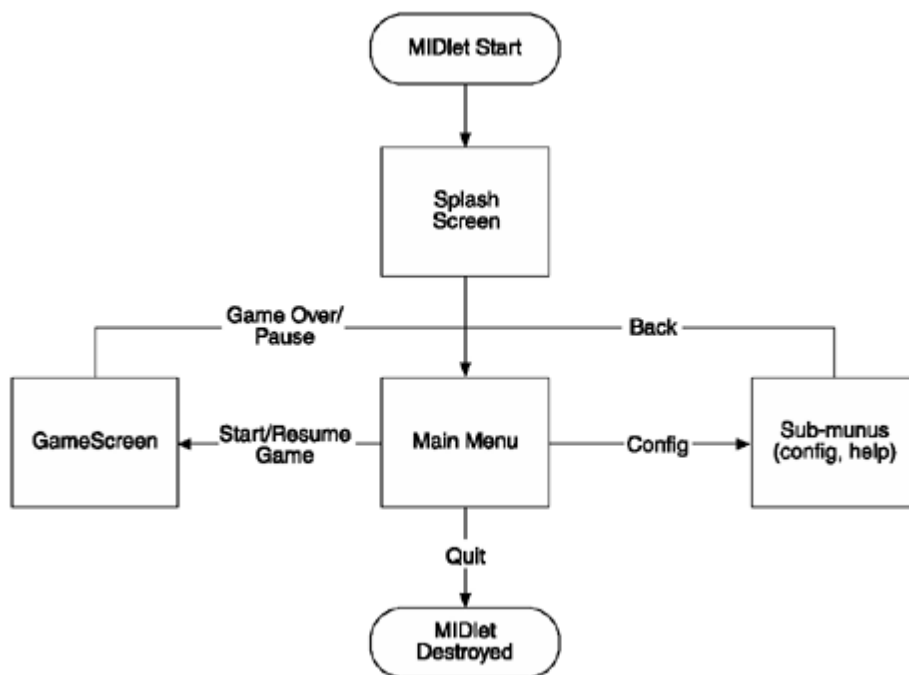 MIDlet Start
Splash
Screen
Game Over/
Pause
Back
GameScreen
Start/Resume
Game
Main Menu
Config
Sub-munus
(config, help)
Quit
MIDlet
Destroyed